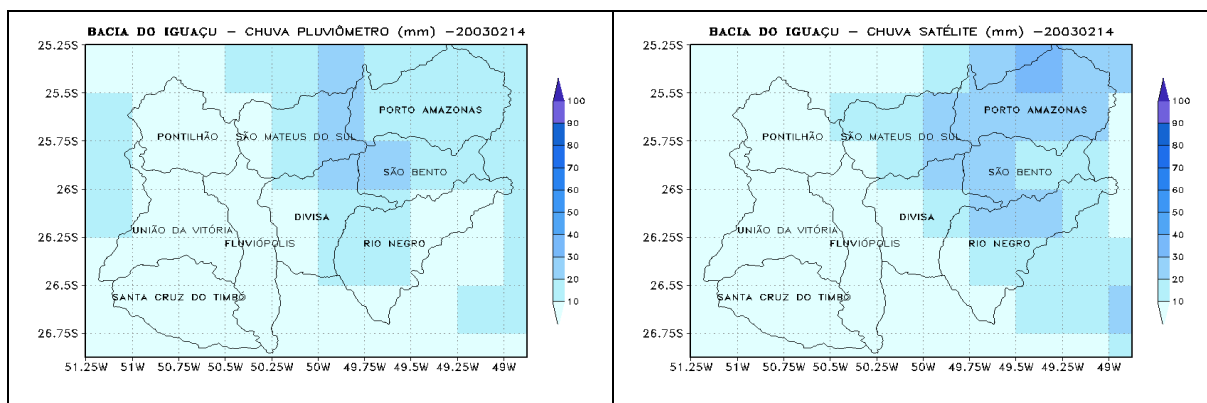 BACIA DO IGUAÇU - CHUVA PLUVIÔMETRO (mm) -20030214
25.25S
25.5S
25.75S
26S
26.25S
26.5S
26.75S
PORTO AMAZONAS
PONTILHÃO
SÃO MATEUS DO SUL
SÃO BENTO
DIVISA
UNIÃO DA VITÓRIA
FLUVIÓPOLIS
RIO NEGRO
SANTA CRUZ DO TIMBÓ
51.25W 51W 50.75W 50.5W 50.25W 50W 49.75W 49.5W 49.25W 49W
100
90
80
70
60
50
40
30
20
10
BACIA DO IGUAÇU - CHUVA SATÉLITE (mm) -20030214
25.25S
25.5S
25.75S
26S
26.25S
26.5S
26.75S
PORTO AMAZONAS
PONTILHÃO
SÃO MATEUS DO SUL
SÃO BENTO
DIVISA
UNIÃO DA VITÓRIA
FLUVIÓPOLIS
RIO NEGRO
SANTA CRUZ DO TIMBÓ
51.25W 51W 50.75W 50.5W 50.25W 50W 49.75W 49.5W 49.25W 49W
100
90
80
70
60
50
40
30
20
10